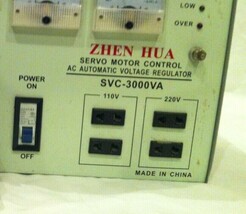 LOW
OVER
ZHEN HUA
SERVO MOTOR CONTROL
AC AUTOMATIC VOLTAGE REGULATOR
SVC-3000VA
POWER
ON
110V
220V
OFF
MADE IN CHINA